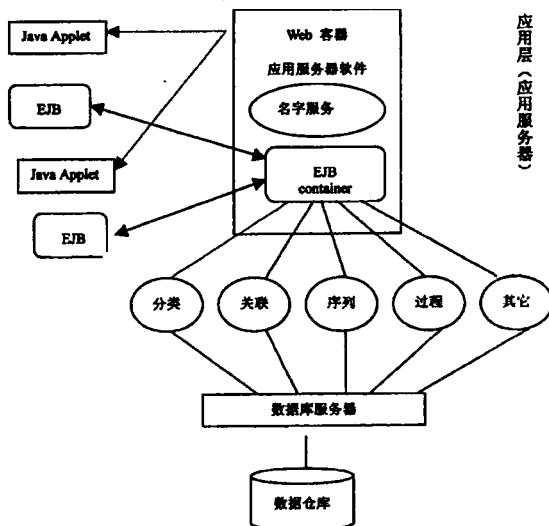 Java Applet
EJB
Java Applet
EJB
Web 容器
应用服务器软件
名字服务
EJB
container
应用层（应用服务器）
分类
关联
序列
过程
其它
数据库服务器
数据仓库